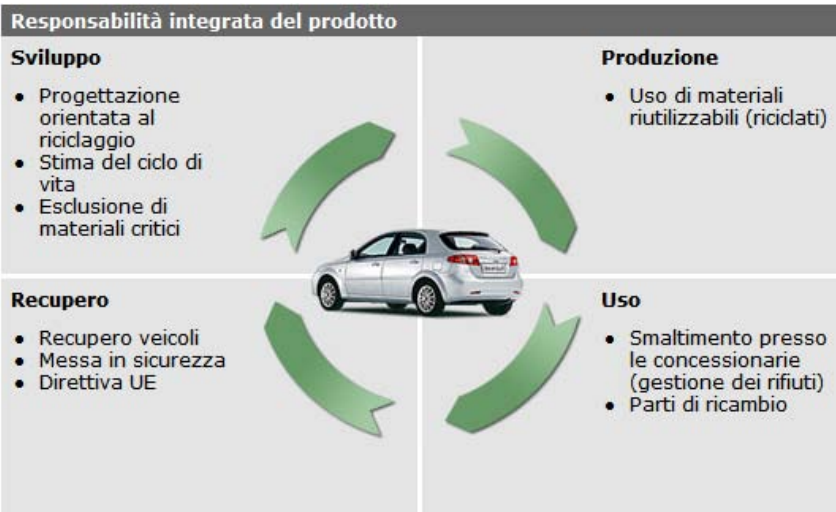 Responsabilità integrata del prodotto
Sviluppo
• Progettazione
orientata al
riciclaggio
• Stima del ciclo di
vita
• Esclusione di
materiali critici
Produzione
• Uso di materiali
riutilizzabili (riciclati)
Recupero
• Recupero veicoli
• Messa in sicurezza
• Direttiva UE
Uso
• Smaltimento presso
le concessionarie
(gestione dei rifiuti)
• Parti di ricambio